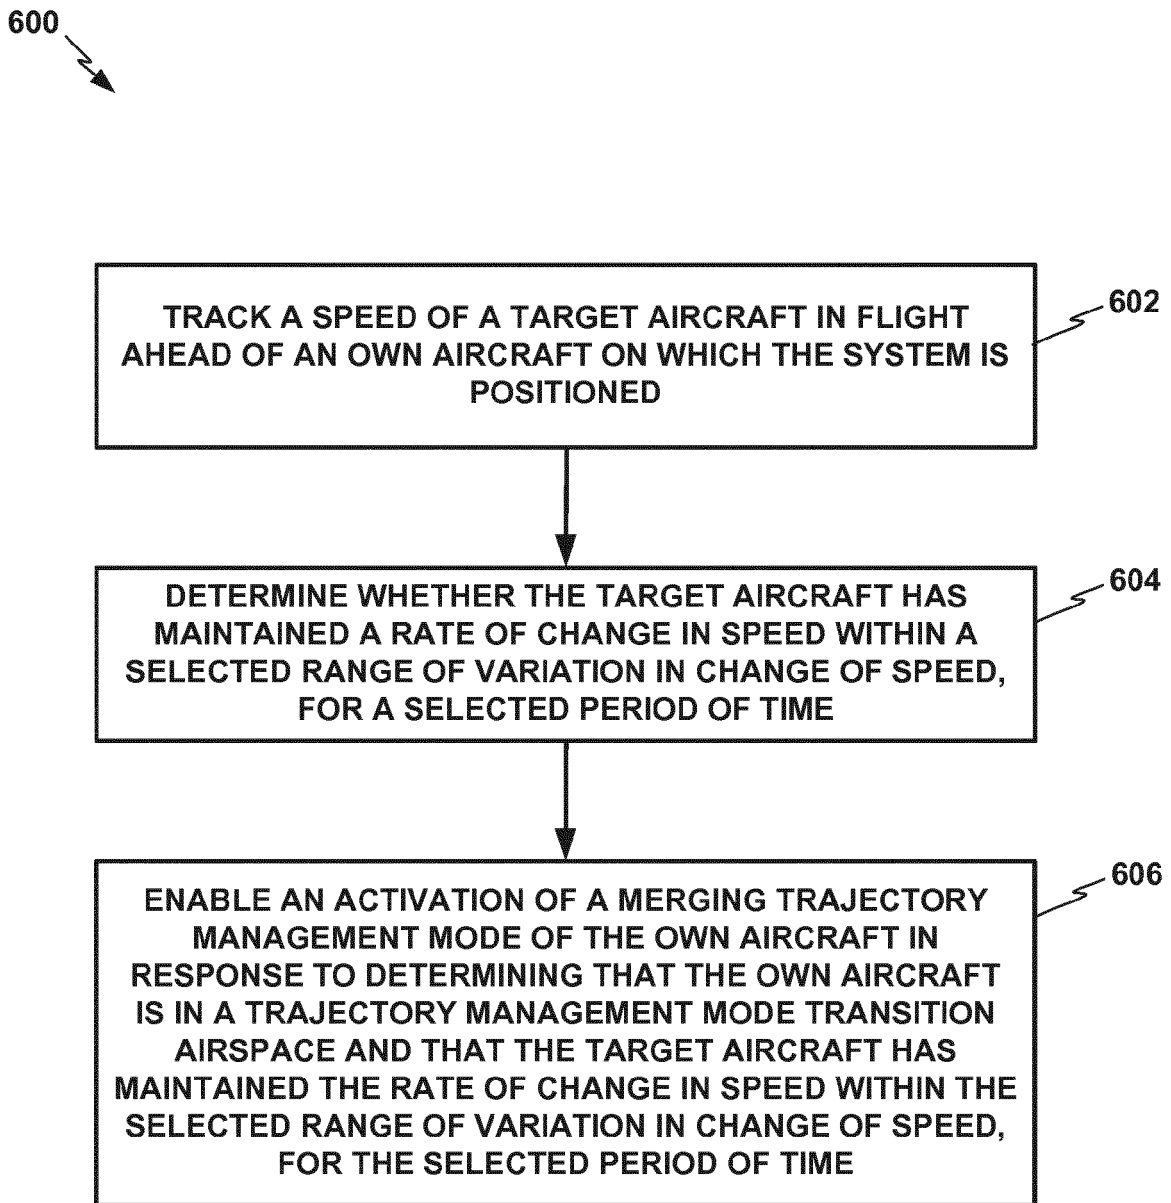 600
TRACK A SPEED OF A TARGET AIRCRAFT IN FLIGHT
AHEAD OF AN OWN AIRCRAFT ON WHICH THE SYSTEM IS
POSITIONED
602
DETERMINE WHETHER THE TARGET AIRCRAFT HAS
MAINTAINED A RATE OF CHANGE IN SPEED WITHIN A
SELECTED RANGE OF VARIATION IN CHANGE OF SPEED,
FOR A SELECTED PERIOD OF TIME
604
ENABLE AN ACTIVATION OF A MERGING TRAJECTORY
MANAGEMENT MODE OF THE OWN AIRCRAFT IN
RESPONSE TO DETERMINING THAT THE OWN AIRCRAFT
IS IN A TRAJECTORY MANAGEMENT MODE TRANSITION
AIRSPACE AND THAT THE TARGET AIRCRAFT HAS
MAINTAINED THE RATE OF CHANGE IN SPEED WITHIN THE
SELECTED RANGE OF VARIATION IN CHANGE OF SPEED,
FOR THE SELECTED PERIOD OF TIME
606